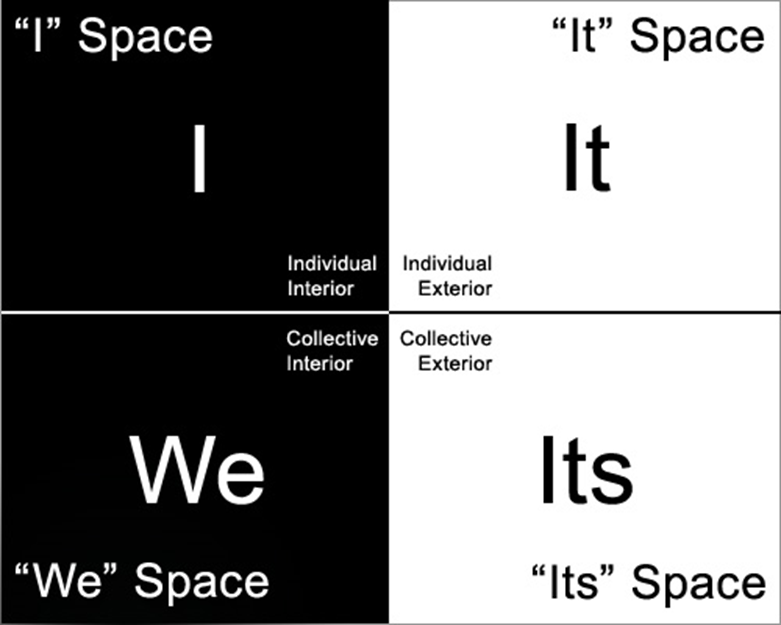 “I” Space
“It” Space
I
It
Individual
Interior
Individual
Exterior
Collective
Interior
Collective
Exterior
We
Its
“We” Space
“Its” Space